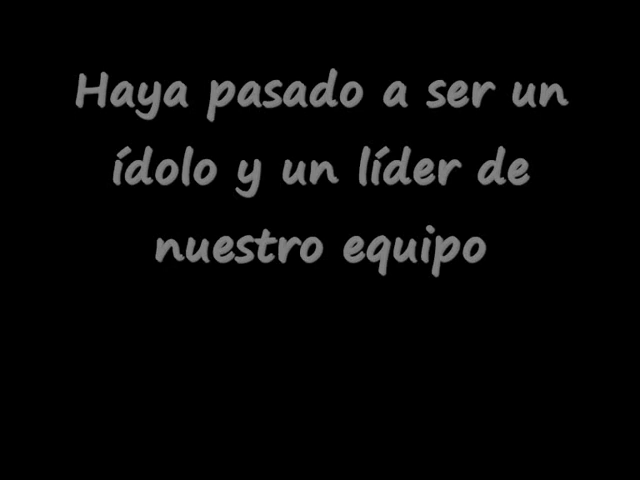 Haya pasado a ser un
ídolo y un líder de
nuestro equipo